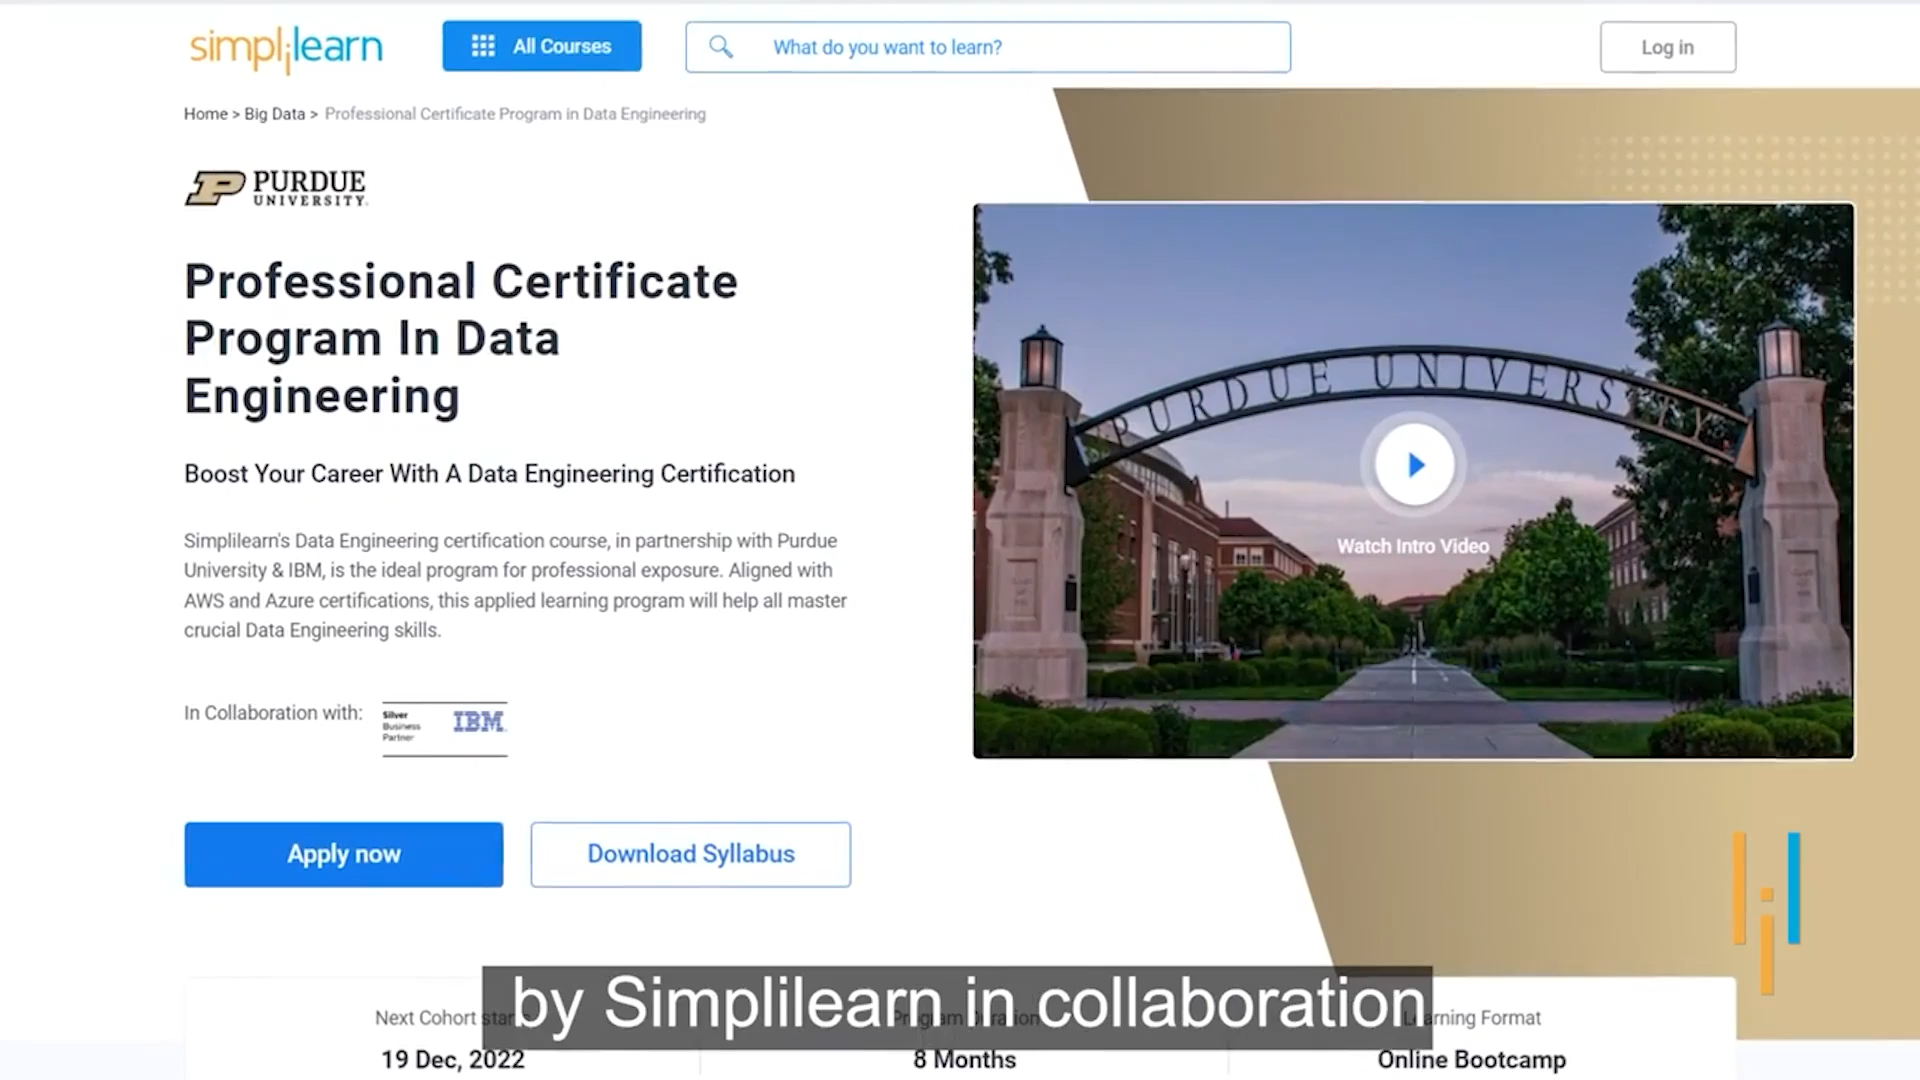 simplilearn
All Courses
What do you want to learn?
Log in
Home > Big Data > Professional Certificate Program in Data Engineering
PURDUE
UNIVERSITY
Professional Certificate
Program In Data
Engineering
Boost Your Career With A Data Engineering Certification
Simplilearn's Data Engineering certification course, in partnership with Purdue
University & IBM, is the ideal program for professional exposure. Aligned with
AWS and Azure certifications, this applied learning program will help all master
crucial Data Engineering skills.
In Collaboration with:
Silver
Business
Partner
IBM
Apply now
Download Syllabus
PURDUE UNIVERSITY
Watch Intro Video
by Simplilearn in collaboration
Next Cohort starts
19 Dec, 2022
Program Duration
8 Months
Learning Format
Online Bootcamp